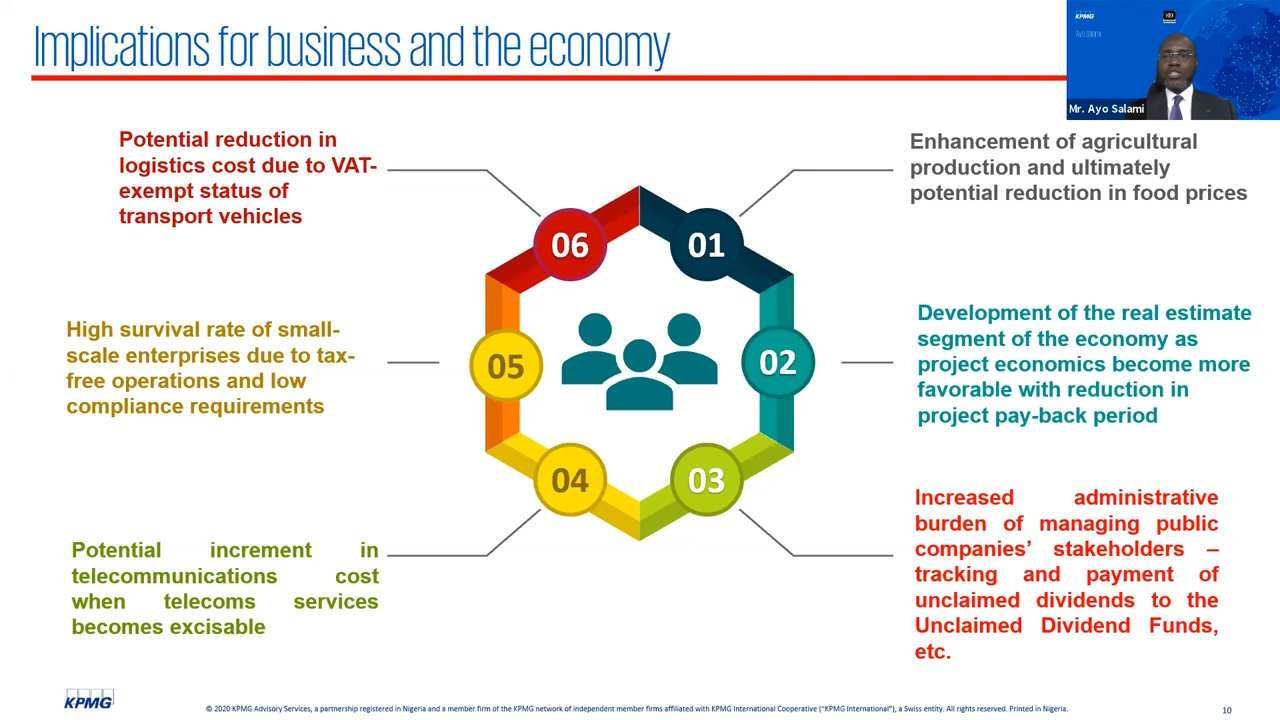 Implications for business and the economy
KPMG
Ayo Salami
Mr. Ayo Salami
Potential reduction in
logistics cost due to VAT-
exempt status of
transport vehicles
Enhancement of agricultural
production and ultimately
potential reduction in food prices
06
01
High survival rate of small-
scale enterprises due to tax-
free operations and low
compliance requirements
05
02
Development of the real estimate
segment of the economy as
project economics become more
favorable with reduction in
project pay-back period
04
03
Potential increment in
telecommunications cost
when telecoms services
becomes excisable
Increased administrative
burden of managing public
companies’ stakeholders –
tracking and payment of
unclaimed dividends to the
Unclaimed Dividend Funds,
etc.
KPMG
© 2020 KPMG Advisory Services, a partnership registered in Nigeria and a member firm of the KPMG network of independent member firms affiliated with KPMG International Cooperative (“KPMG International”), a Swiss entity. All rights reserved. Printed in Nigeria.
10